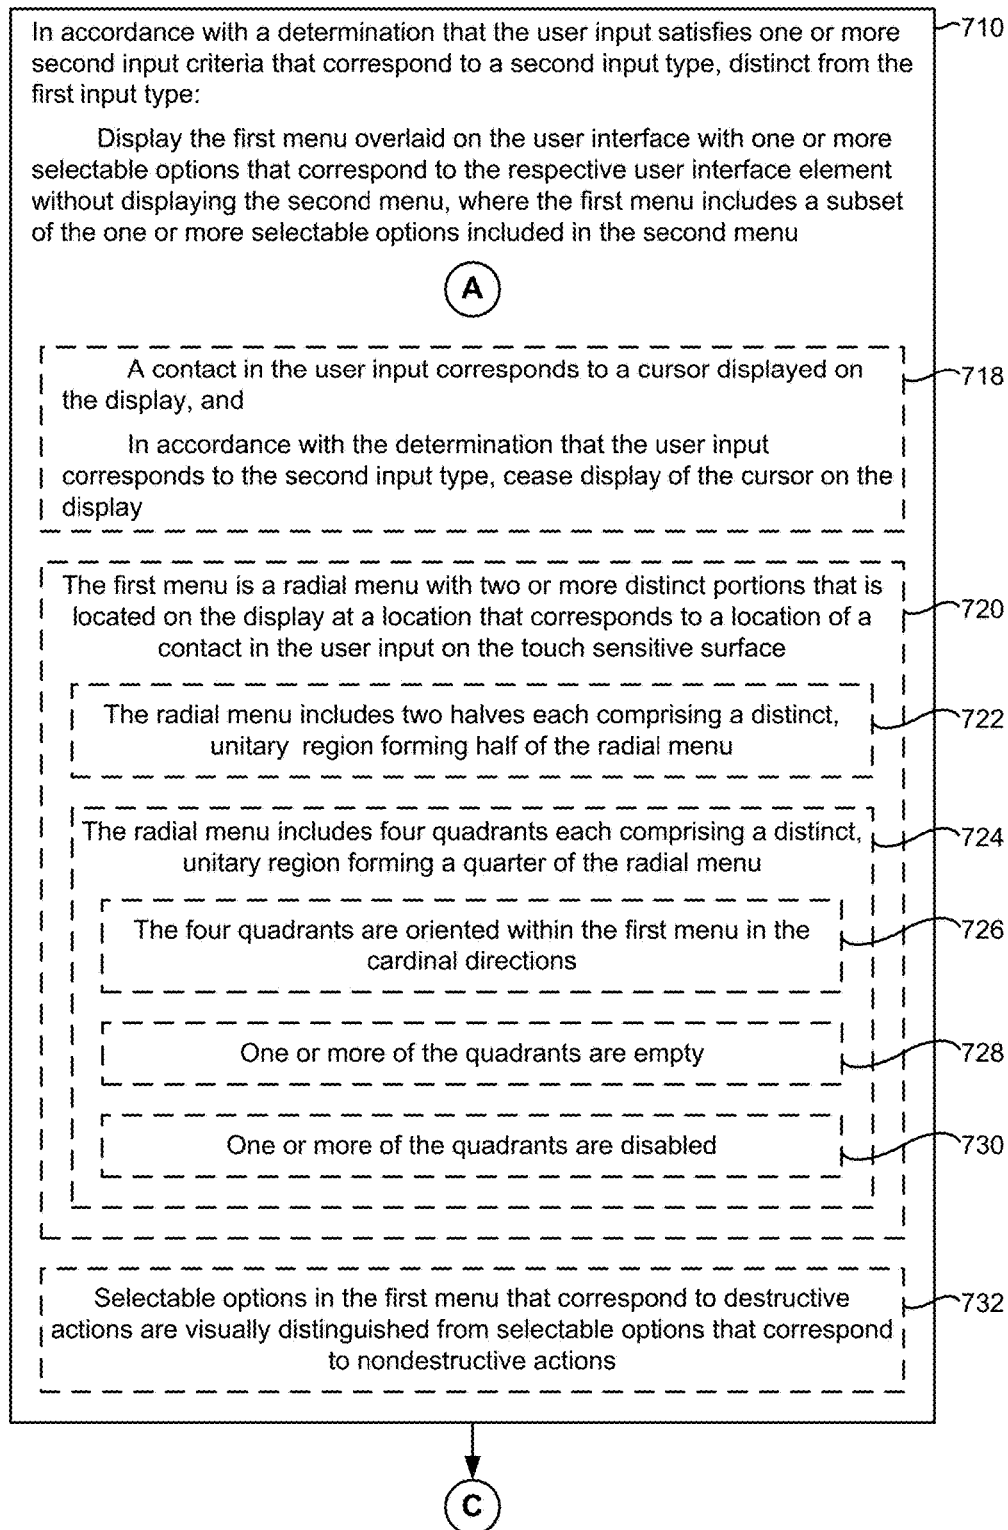 In accordance with a determination that the user input satisfies one or more
second input criteria that correspond to a second input type, distinct from the
first input type:
Display the first menu overlaid on the user interface with one or more
selectable options that correspond to the respective user interface element
without displaying the second menu, where the first menu includes a subset
of the one or more selectable options included in the second menu
710
A
A contact in the user input corresponds to a cursor displayed on
the display, and
In accordance with the determination that the user input
corresponds to the second input type, cease display of the cursor on the
display
718
The first menu is a radial menu with two or more distinct portions that is
located on the display at a location that corresponds to a location of a
contact in the user input on the touch sensitive surface
720
The radial menu includes two halves each comprising a distinct,
unitary region forming half of the radial menu
722
The radial menu includes four quadrants each comprising a distinct,
unitary region forming a quarter of the radial menu
724
The four quadrants are oriented within the first menu in the
cardinal directions
726
One or more of the quadrants are empty
728
One or more of the quadrants are disabled
730
Selectable options in the first menu that correspond to destructive
actions are visually distinguished from selectable options that correspond
to nondestructive actions
732
C